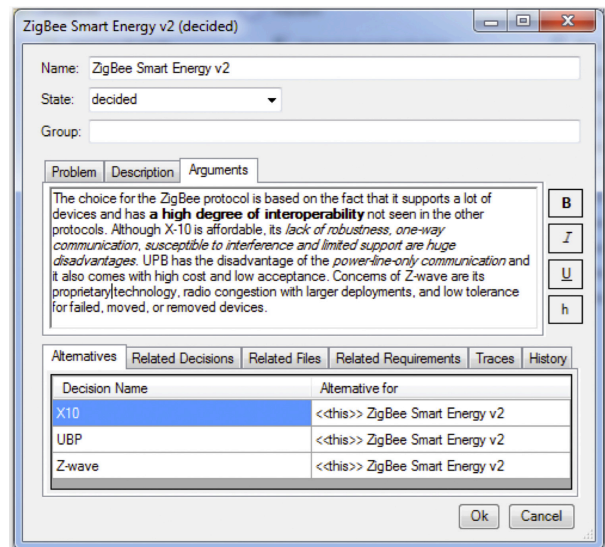 ZigBee Smart Energy v2 (decided)
Name: ZigBee Smart Energy v2
State: decided
Group:
Problem Description Arguments
The choice for the ZigBee protocol is based on the fact that it supports a lot of
devices and has a high degree of interoperability not seen in the other
protocols. Although X-10 is affordable, its lack of robustness, one-way
communication, susceptible to interference and limited support are huge
disadvantages. UPB has the disadvantage of the power-line-only communication and
it also comes with high cost and low acceptance. Concerns of Z-wave are its
proprietary technology, radio congestion with larger deployments, and low tolerance
for failed, moved, or removed devices.
B
I
U
h
Alternatives Related Decisions Related Files Related Requirements Traces History
Decision Name Alternative for
X10 <<this>> ZigBee Smart Energy v2
UBP <<this>> ZigBee Smart Energy v2
Z-wave <<this>> ZigBee Smart Energy v2
Ok Cancel